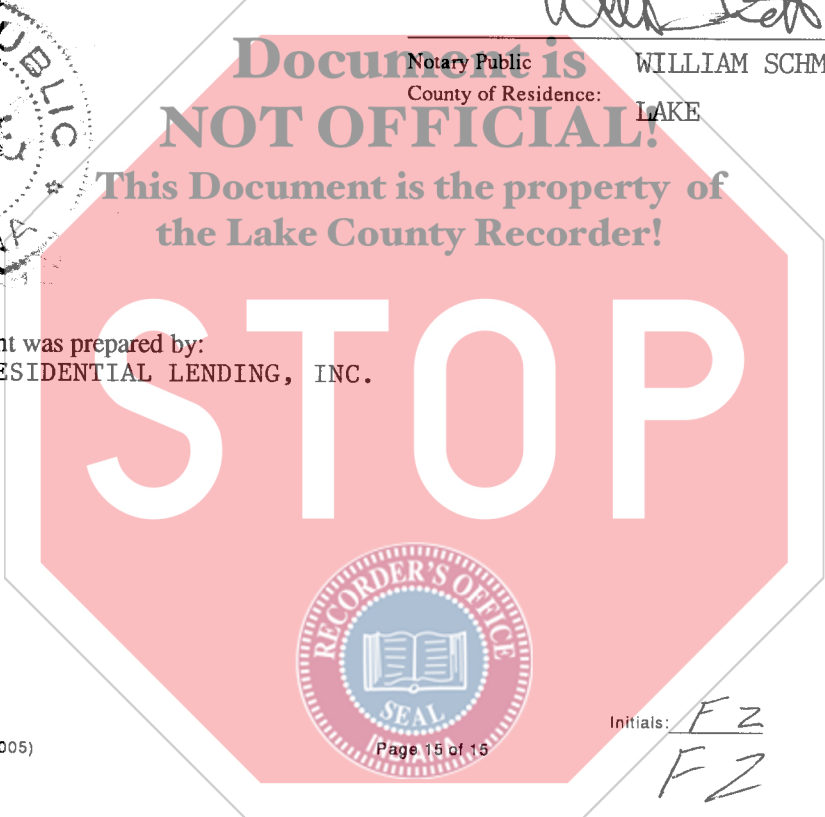 UBLIC
Document is
Notary Public WILLIAM SCHM
County of Residence: LAKE
NOT OFFICIAL!
This Document is the property of
the Lake County Recorder!
nt was prepared by:
ESIDENTIAL LENDING, INC.
STOP
RECORDER'S OFFICE
SEAL
INDIANA
Initials: FZ
FZ
005)
Page 15 of 15